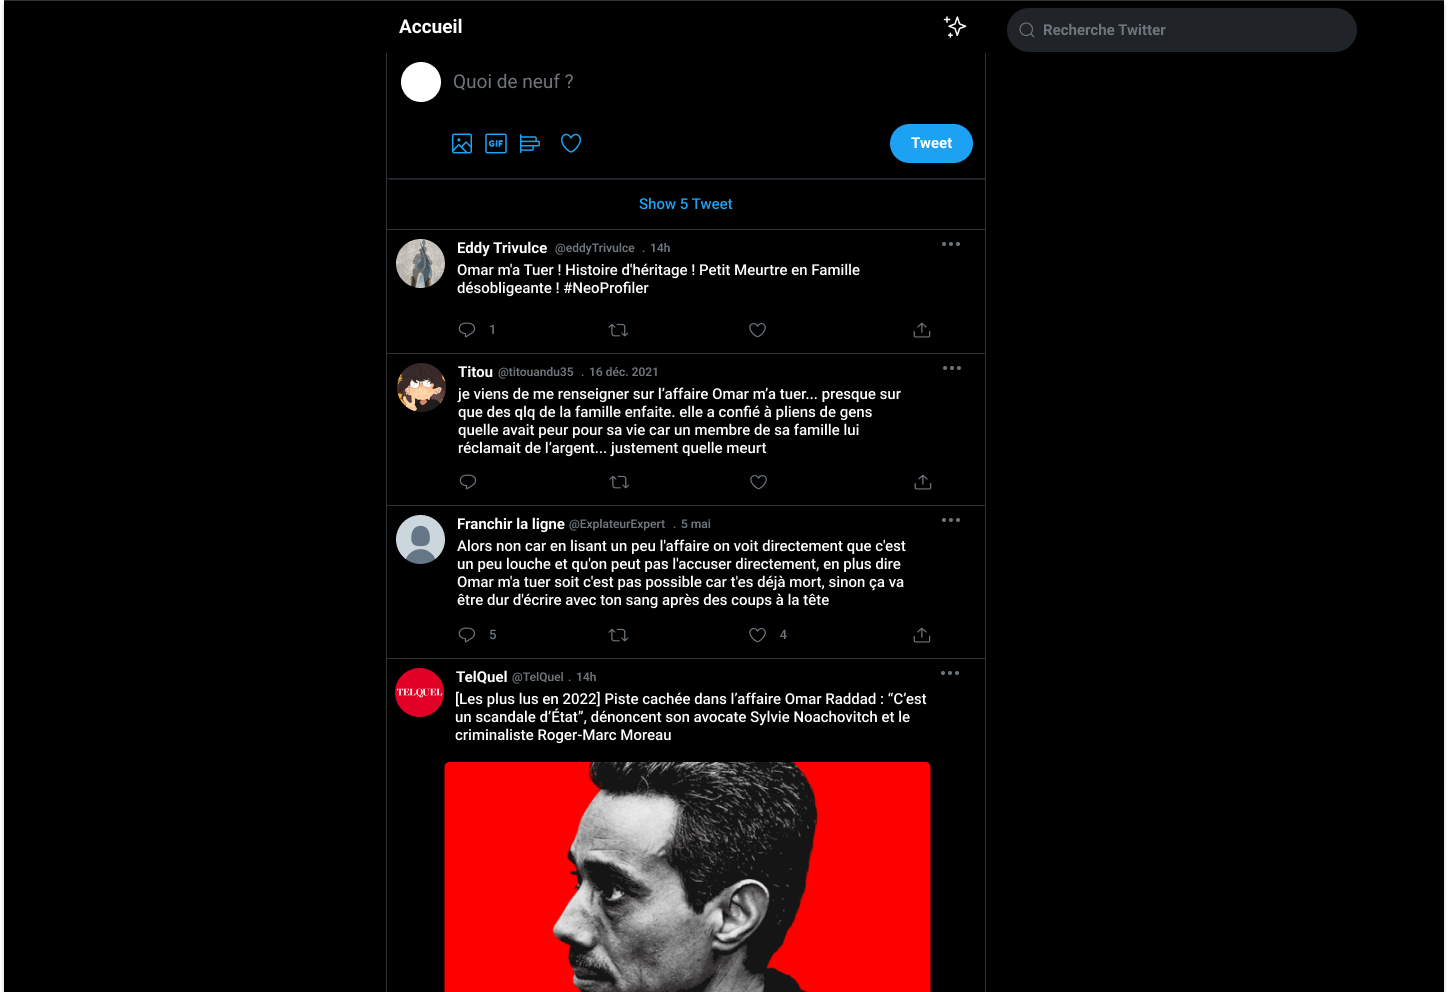 Accueil
Recherche Twitter
Quoi de neuf ?
GIF
Tweet
Show 5 Tweet
Eddy Trivulce @eddyTrivulce . 14h
Omar m'a Tuer ! Histoire d'héritage ! Petit Meurtre en Famille
désobligeante ! #NeoProfiler
1
Titou @titouandu35 . 16 déc. 2021
je viens de me renseigner sur l’affaire Omar m’a tuer... presque sur
que des qlq de la famille enfaite. elle a confié à pliens de gens
quelle avait peur pour sa vie car un membre de sa famille lui
réclamait de l’argent... justement quelle meurt
Franchir la ligne @ExplateurExpert . 5 mai
Alors non car en lisant un peu l'affaire on voit directement que c'est
un peu louche et qu'on peut pas l'accuser directement, en plus dire
Omar m'a tuer soit c'est pas possible car t'es déjà mort, sinon ça va
être dur d'écrire avec ton sang après des coups à la tête
5 4
TELQUEL
TelQuel @TelQuel . 14h
[Les plus lus en 2022] Piste cachée dans l’affaire Omar Raddad : “C’est
un scandale d’État”, dénoncent son avocate Sylvie Noachovitch et le
criminaliste Roger-Marc Moreau